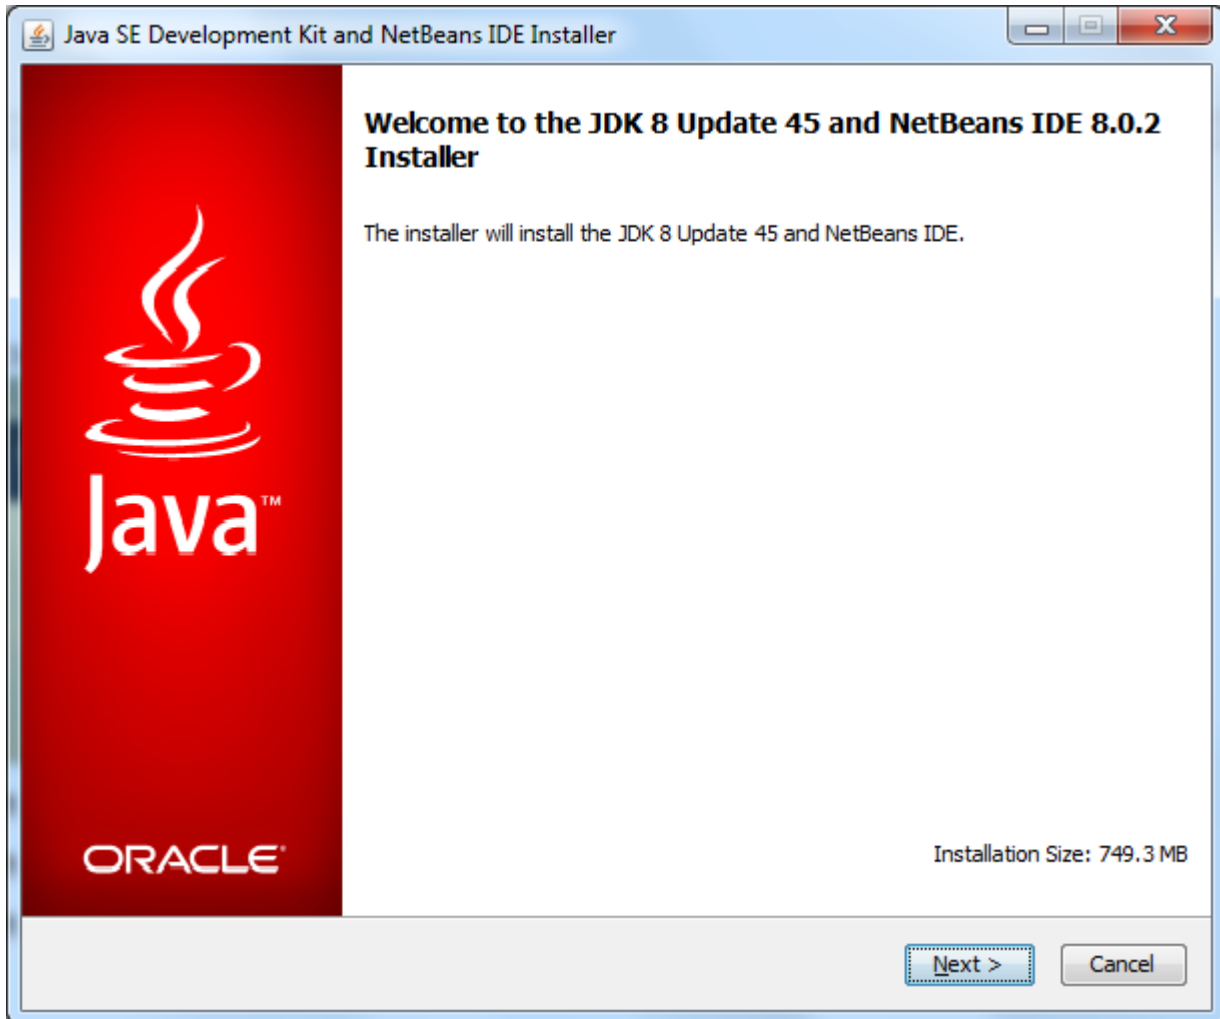 Java SE Development Kit and NetBeans IDE Installer
Welcome to the JDK 8 Update 45 and NetBeans IDE 8.0.2
Installer
The installer will install the JDK 8 Update 45 and NetBeans IDE.
Java™
ORACLE®
Installation Size: 749.3 MB
Next >
Cancel